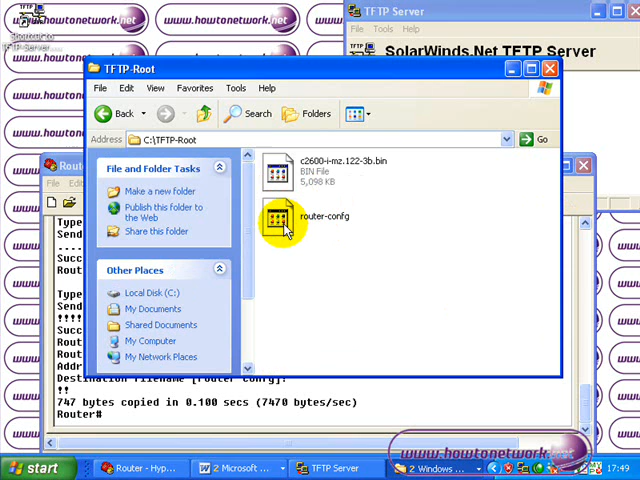 www.howtonetwork.net
Shortcut to
TFTP-Server....
TFTP Server
File Tools Help
SolarWinds.Net TFTP Server
TFTP-Root
File Edit View Favorites Tools Help
Back Search Folders
Address C:\TFTP-Root Go
File and Folder Tasks
Make a new folder
Publish this folder to
the Web
Share this folder
Other Places
Local Disk (C:)
My Documents
Shared Documents
My Computer
My Network Places
c2600-i-mz.122-3b.bin
BIN File
5,098 KB
router-confg
File
Type
Send
....
Succ
Rout
Type
Send
!!!!
Succ
Rout
Rout
Addr
Destination filename [router-confg]?
!!
747 bytes copied in 0.100 secs (7470 bytes/sec)
Router#
www.howtonetwork.net
start
Router - Hyp...
2 Microsoft ...
TFTP Server
2 Windows ...
17:49